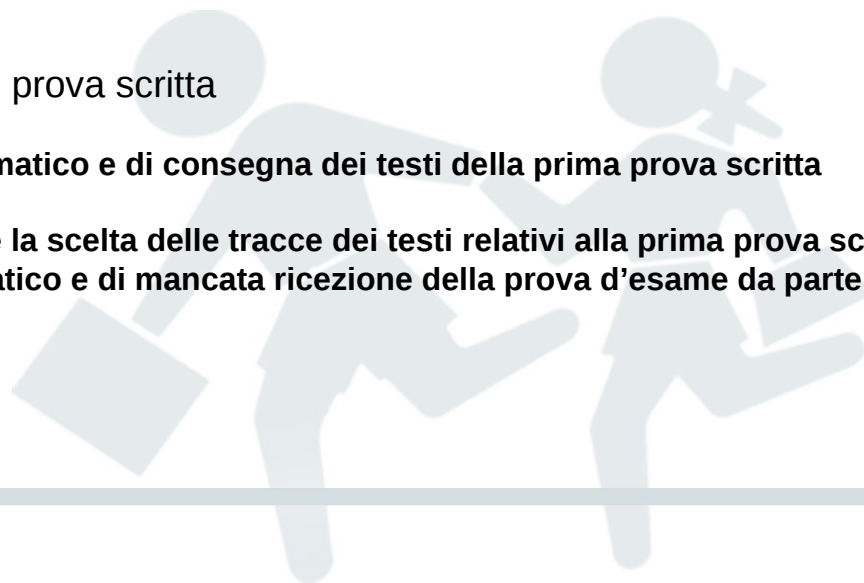 prova scritta
matico e di consegna dei testi della prima prova scritta
la scelta delle tracce dei testi relativi alla prima prova sc
atico e di mancata ricezione della prova d’esame da parte